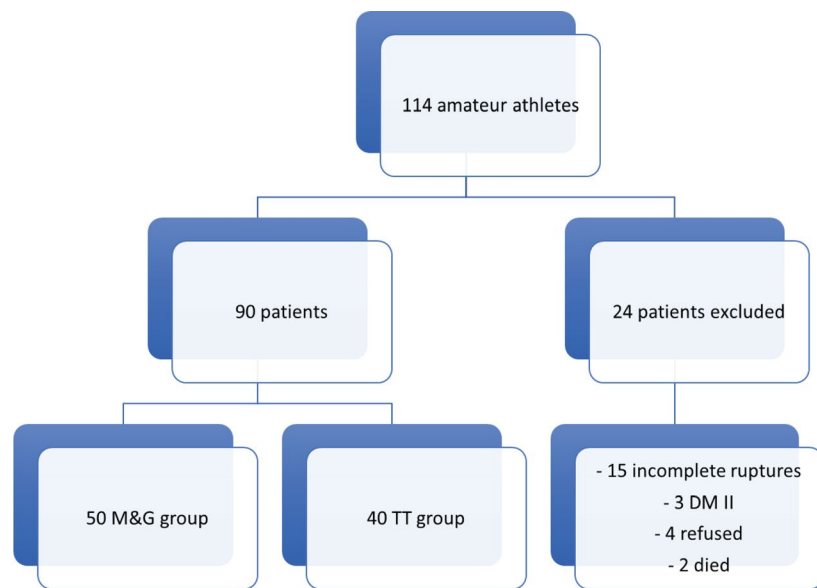 114 amateur athletes
90 patients
24 patients excluded
50 M&G group
40 TT group
- 15 incomplete ruptures
- 3 DM II
- 4 refused
- 2 died